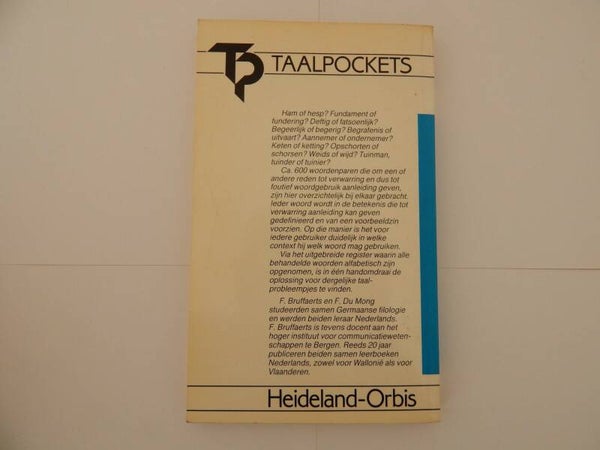 TP TAALPOCKETS
Ham of hesp? Fundament of
fundering? Deftig of fatsoenlijk?
Begeerlijk of begerig? Begrafenis of
uitvaart? Aannemer of ondernemer?
Keten of ketting? Opschorten of
schorsen? Weids of wijd? Tuinman,
tuinder of tuinier?
Ca. 600 woordenparen die om een of
andere reden tot verwarring en dus tot
foutief woordgebruik aanleiding geven,
zijn hier overzichtelijk bij elkaar gebracht.
Ieder woord wordt in de betekenis die tot
verwarring aanleiding kan geven
gedefinieerd en van een voorbeeldzin
voorzien. Op die manier is het voor
iedere gebruiker duidelijk in welke
context hij welk woord mag gebruiken.
Via het uitgebreide register waarin alle
behandelde woorden alfabetisch zijn
opgenomen, is in één handomdraai de
oplossing voor dergelijke taal-
probleempjes te vinden.
F. Bruffaerts en F. Du Mong
studeerden samen Germaanse filologie
en werden beiden leraar Nederlands.
F. Bruffaerts is tevens docent aan het
hoger instituut voor communicatieweten-
schappen te Bergen. Reeds 20 jaar
publiceren beiden samen leerboeken
Nederlands, zowel voor Wallonië als voor
Vlaanderen.
Heideland-Orbis